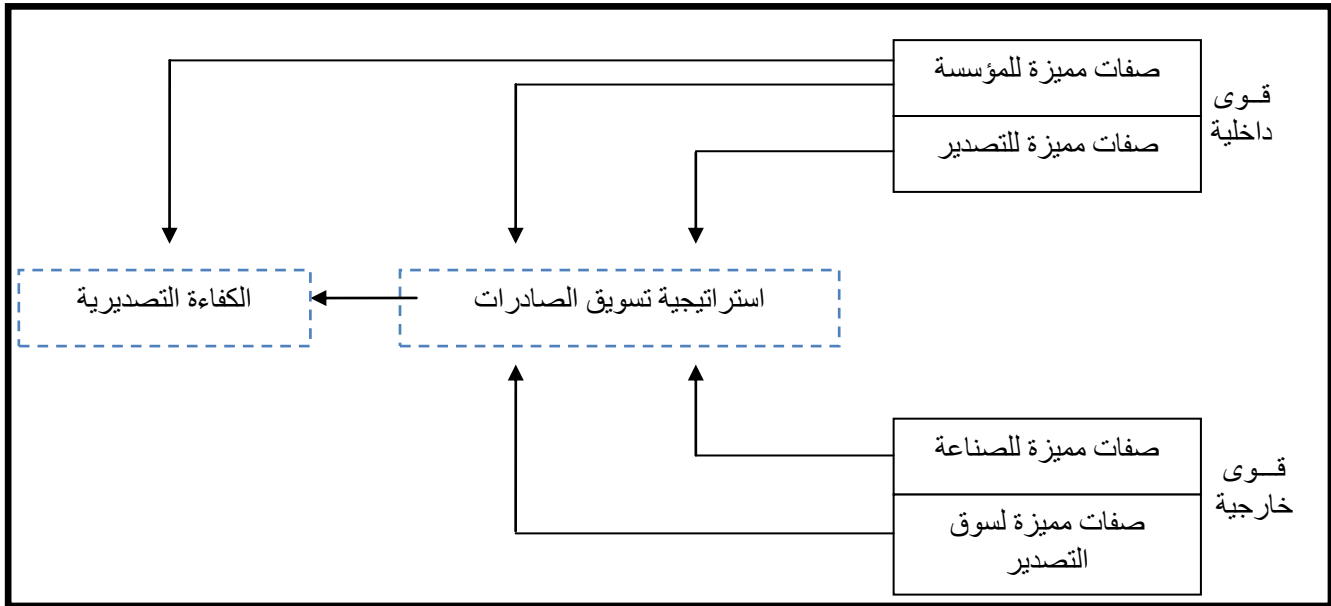 صفات مميزة للمؤسسة
قــوى
داخلية
صفات مميزة للتصدير
استراتيجية تسويق الصادرات
الكفاءة التصديرية
صفات مميزة للصناعة
قــوى
خارجية
صفات مميزة لسوق
التصدير